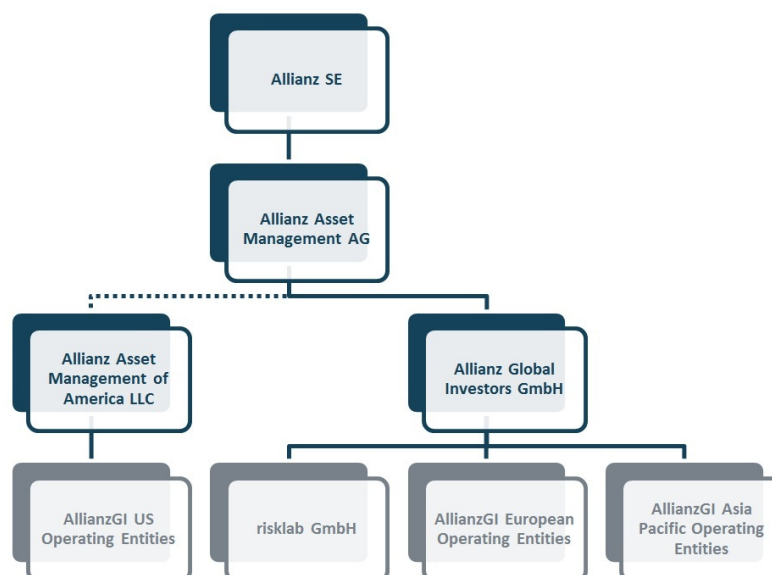 Allianz SE
Allianz Asset
Management AG
Allianz Asset
Management of
America LLC
Allianz Global
Investors GmbH
AllianzGI US
Operating Entities
risklab GmbH
AllianzGI European
Operating Entities
AllianzGI Asia
Pacific Operating
Entities